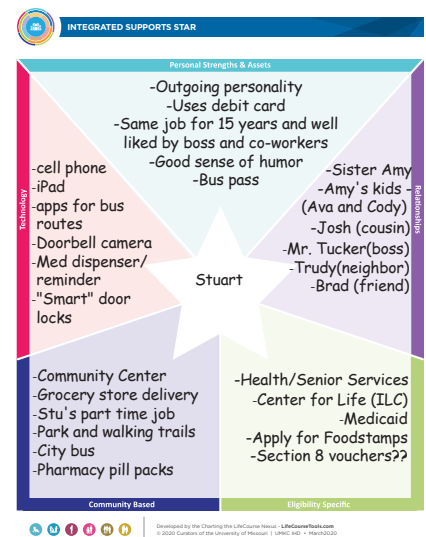 INTEGRATED SUPPORTS STAR
Personal Strengths & Assets
-Outgoing personality
-Uses debit card
-Same job for 15 years and well
liked by boss and co-workers
-Good sense of humor
-Bus pass
Technology
-cell phone
-iPad
-apps for bus
routes
-Doorbell camera
-Med dispenser/
reminder
-"Smart" door
locks
Relationships
-Sister Amy
-Amy's kids -
(Ava and Cody)
-Josh (cousin)
-Mr. Tucker(boss)
-Trudy(neighbor)
-Brad (friend)
Stuart
-Community Center
-Grocery store delivery
-Stu's part time job
-Park and walking trails
-City bus
-Pharmacy pill packs
Community Based
-Health/Senior Services
-Center for Life (ILC)
-Medicaid
-Apply for Foodstamps
-Section 8 vouchers??
Eligibility Specific
Developed by the Charting the LifeCourse Nexus - LifeCourseTools.com
© 2020 Curators of the University of Missouri | UMKC IHD • March2020